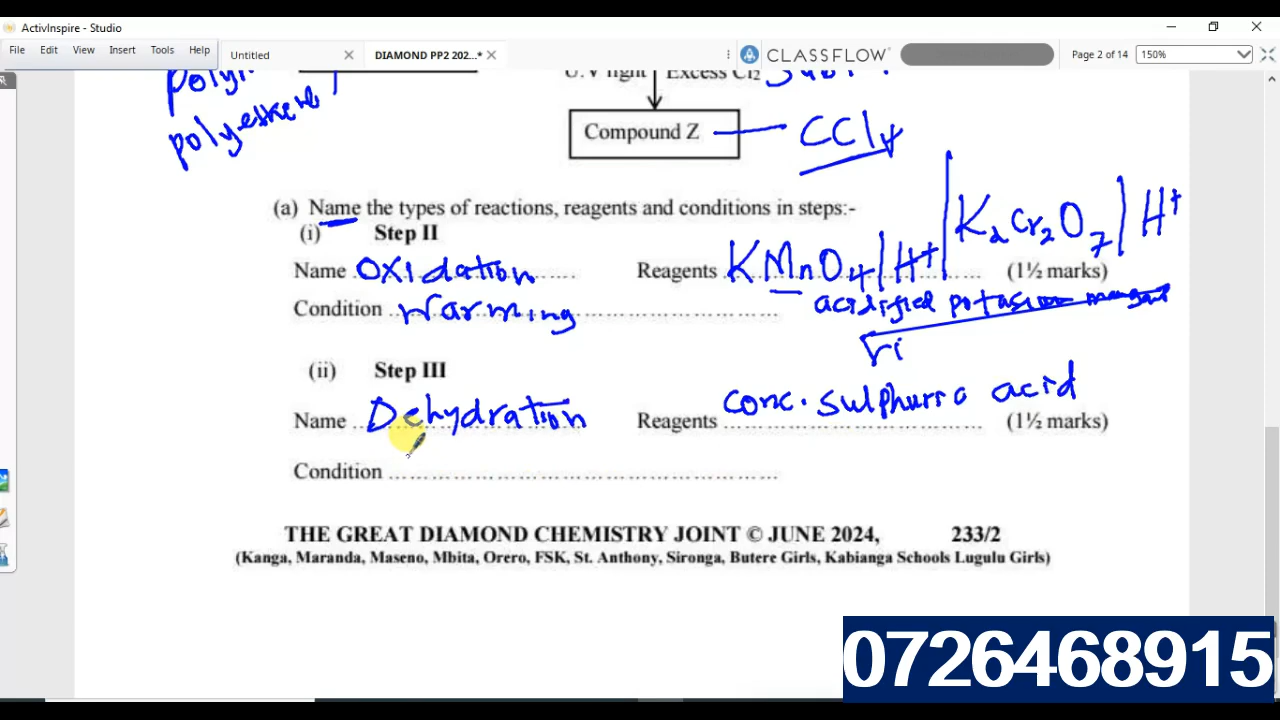 ActivInspire - Studio
File Edit View Insert Tools Help
Untitled
DIAMOND PP2 202...*
CLASSFLOW
Page 2 of 14
150%
U.V light Excess Cl2
polyester
Compound Z
CCl4
(a) Name the types of reactions, reagents and conditions in steps:-
K2Cr2O7 | H+
(i) Step II
Name Oxidation Reagents KMnO4/H+ (1½ marks)
acidified
Condition Warming
(ii) Step III
conc. sulphuric acid
Name Dehydration Reagents (1½ marks)
Condition
THE GREAT DIAMOND CHEMISTRY JOINT © JUNE 2024, 233/2
(Kanga, Maranda, Maseno, Mbita, Orero, FSK, St. Anthony, Sironga, Butere Girls, Kabianga Schools Lugulu Girls)
0726468915